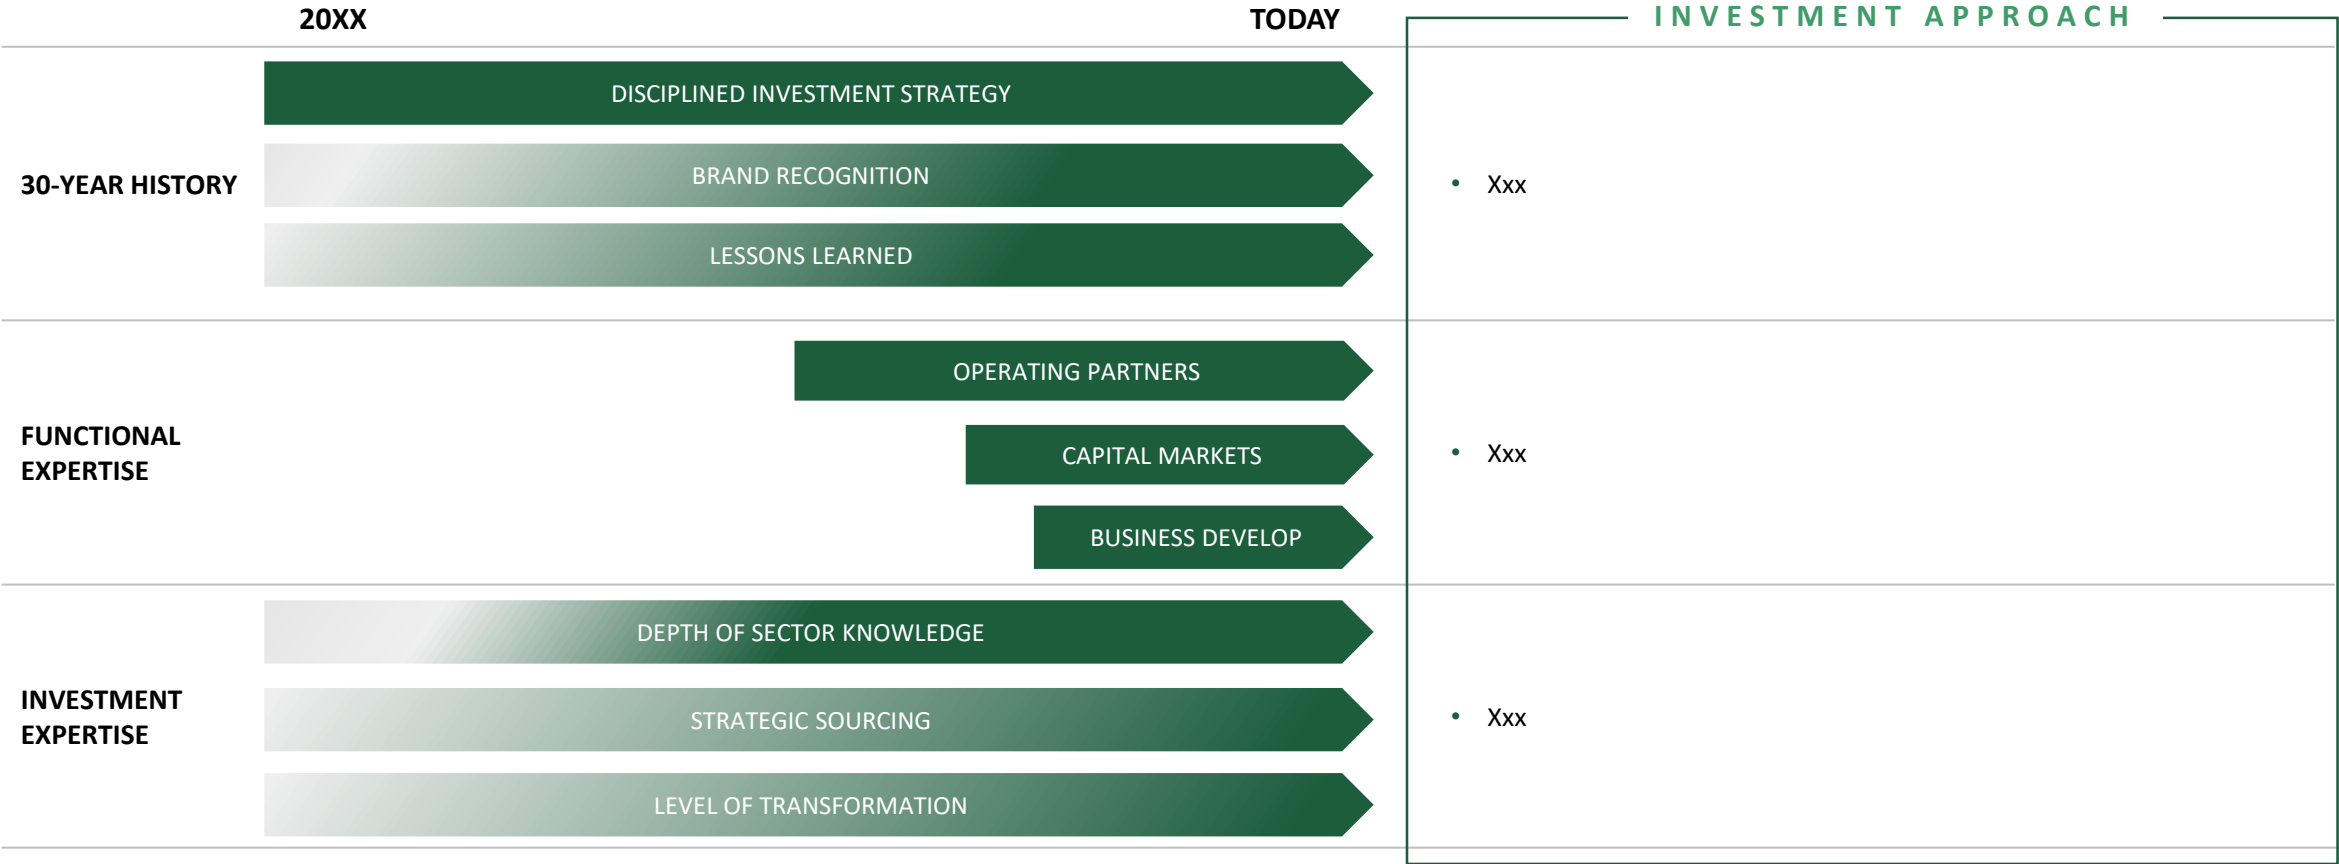 20XX
TODAY
INVESTMENT APPROACH
30-YEAR HISTORY
DISCIPLINED INVESTMENT STRATEGY
BRAND RECOGNITION
LESSONS LEARNED
• Xxx
FUNCTIONAL
EXPERTISE
OPERATING PARTNERS
CAPITAL MARKETS
BUSINESS DEVELOP
• Xxx
INVESTMENT
EXPERTISE
DEPTH OF SECTOR KNOWLEDGE
STRATEGIC SOURCING
LEVEL OF TRANSFORMATION
• Xxx